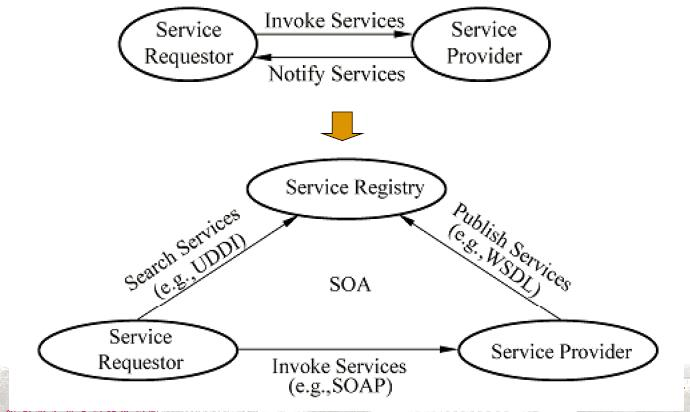 Service
Requestor
Invoke Services
Notify Services
Service
Provider
Service Registry
Search Services
(e.g.,UDDI)
Publish Services
(e.g.,WSDL)
SOA
Service
Requestor
Invoke Services
(e.g.,SOAP)
Service Provider